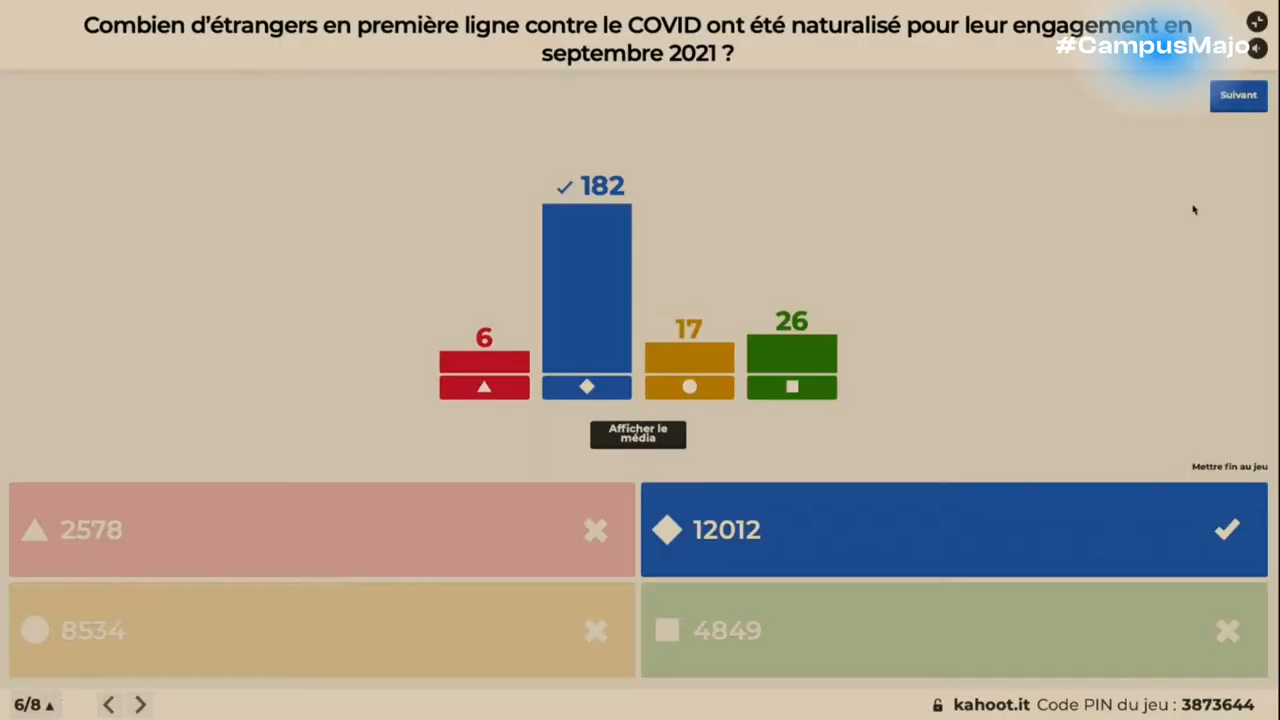 Combien d'étrangers en première ligne contre le COVID ont été naturalisé pour leur engagement en
septembre 2021 ?
#CampusMajo
Suivant
182
6
17
26
Afficher le
média
Mettre fin au jeu
2578
12012
8534
4849
6/8
kahoot.it Code PIN du jeu : 3873644